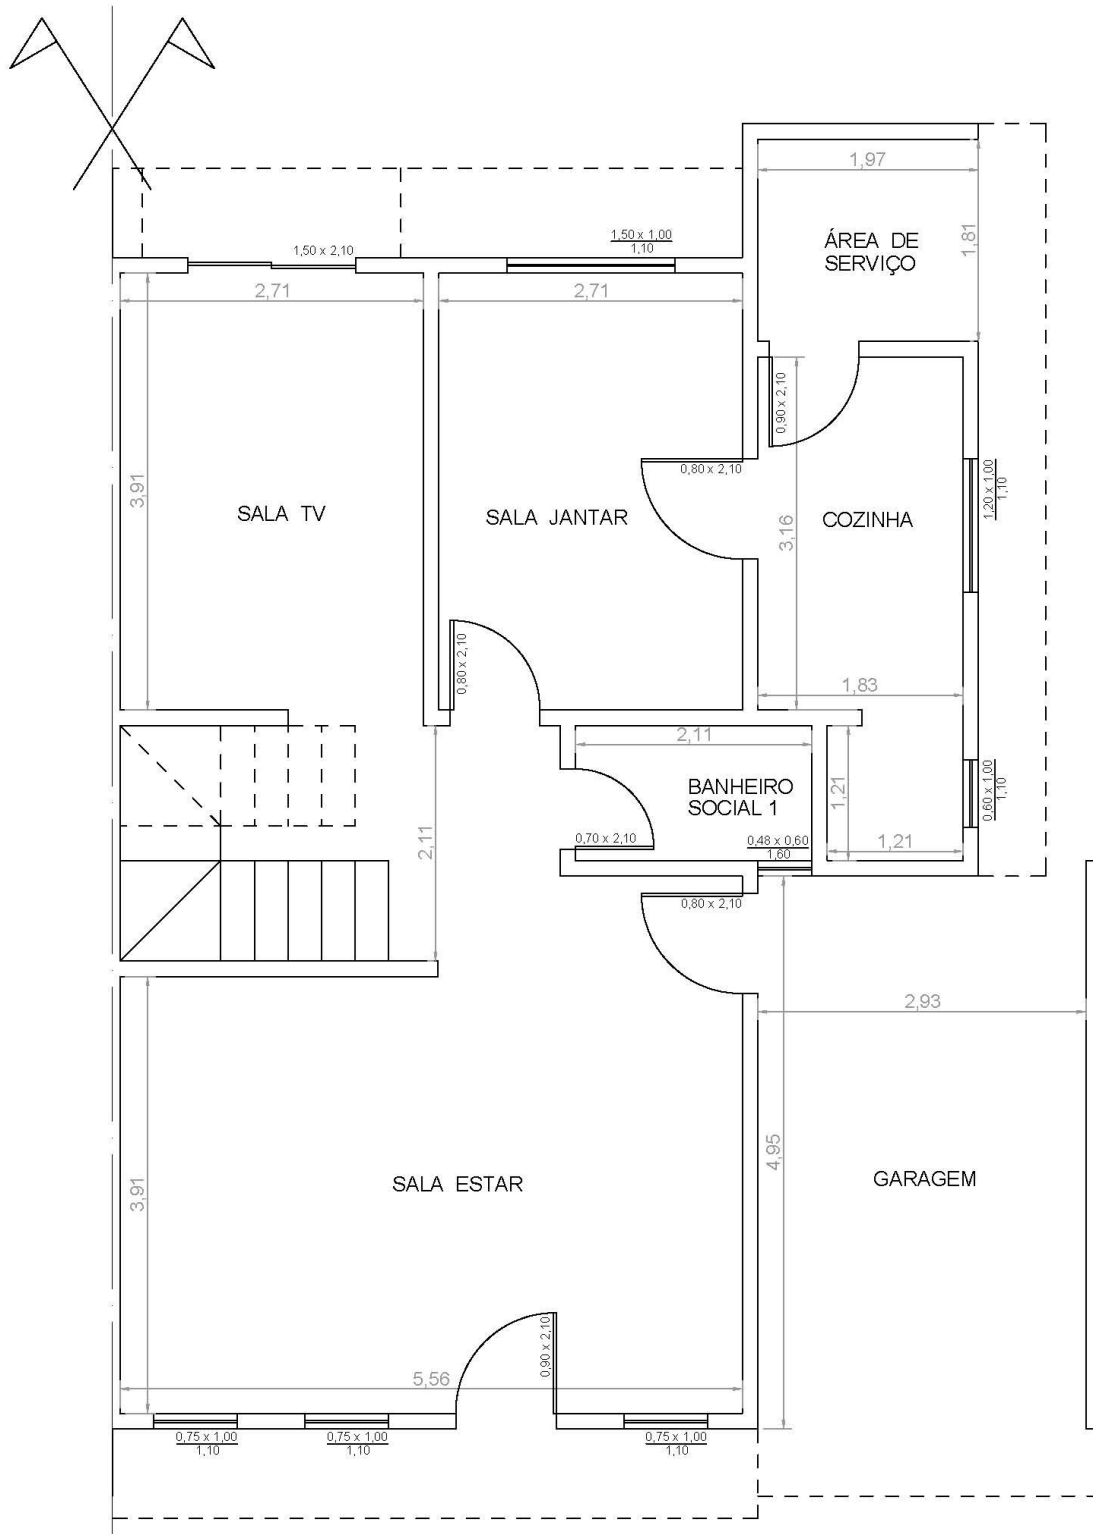 1,97
1,50 x 1,00
1,10
1,50 x 2,10
ÁREA DE
SERVIÇO
1,81
2,71
2,71
0,90 x 2,10
0,80 x 2,10
1,20 x 1,00
1,10
3,91
SALA TV
SALA JANTAR
3,16
COZINHA
0,80 x 2,10
1,83
2,11
BANHEIRO
SOCIAL 1
1,21
0,60 x 1,00
1,10
2,11
0,70 x 2,10
0,48 x 0,60
1,60
1,21
0,80 x 2,10
2,93
3,91
SALA ESTAR
4,95
GARAGEM
0,90 x 2,10
5,56
0,75 x 1,00
1,10
0,75 x 1,00
1,10
0,75 x 1,00
1,10